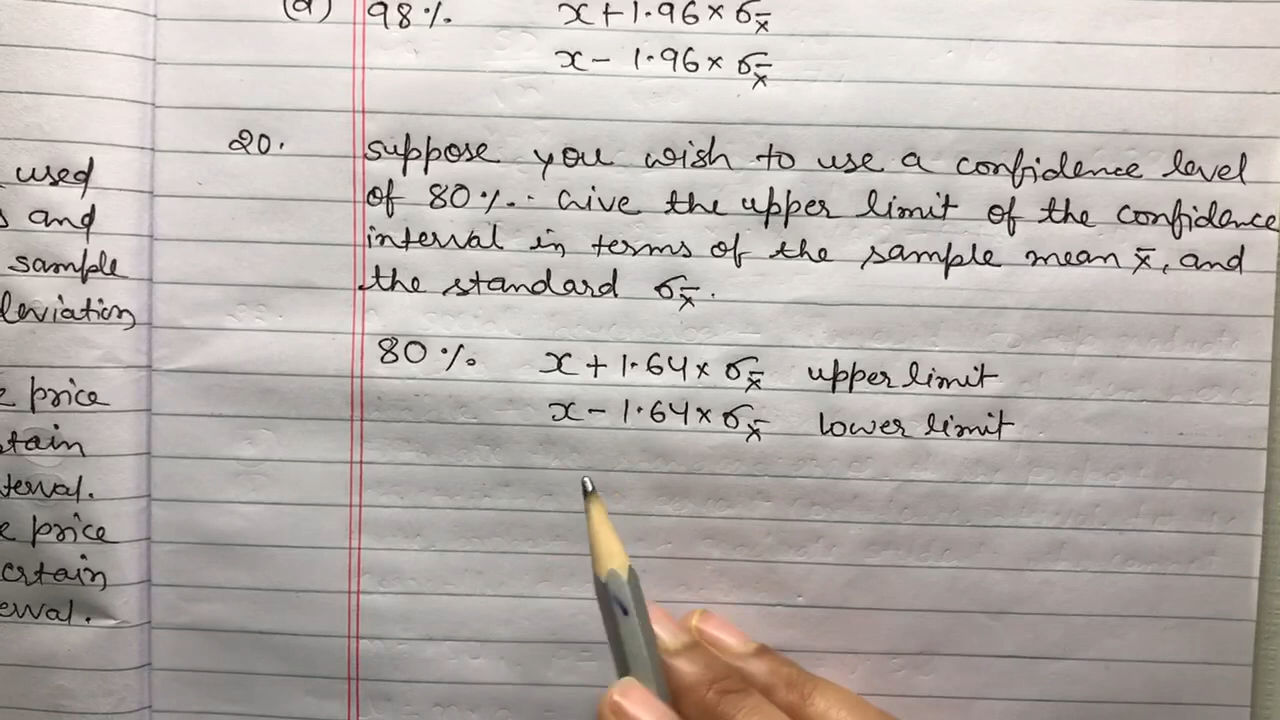 (a) 98% x+1.96×σx̄
x- 1.96×σx̄
used
and
sample
deviation
price
tain
terval.
price
certain
erval.
20. suppose you wish to use a confidence level
of 80%. Give the upper limit of the confidence
interval in terms of the sample mean x̄, and
the standard σx̄.
80% x+1.64×σx̄ upper limit
x-1.64×σx̄ lower limit